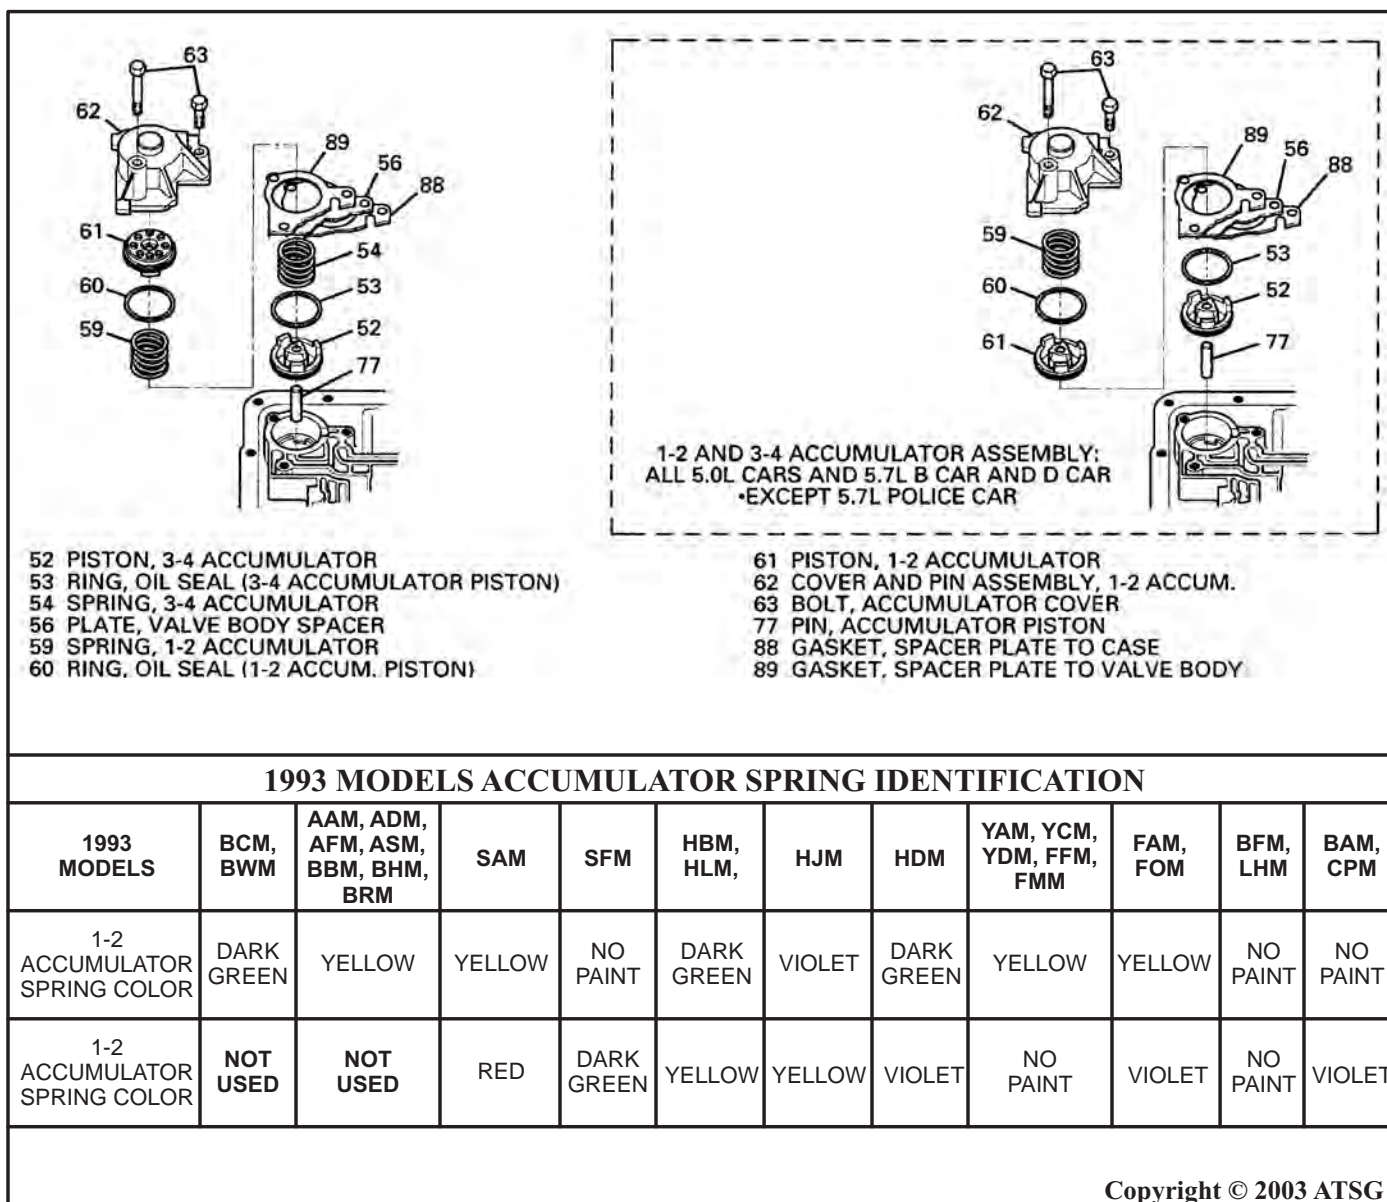 63
62
89
56
88
61
54
60
53
59
52
77
63
62
89
56
88
59
53
60
52
61
77
1-2 AND 3-4 ACCUMULATOR ASSEMBLY:
ALL 5.0L CARS AND 5.7L B CAR AND D CAR
•EXCEPT 5.7L POLICE CAR
52 PISTON, 3-4 ACCUMULATOR
53 RING, OIL SEAL (3-4 ACCUMULATOR PISTON)
54 SPRING, 3-4 ACCUMULATOR
56 PLATE, VALVE BODY SPACER
59 SPRING, 1-2 ACCUMULATOR
60 RING, OIL SEAL (1-2 ACCUM. PISTON)
61 PISTON, 1-2 ACCUMULATOR
62 COVER AND PIN ASSEMBLY, 1-2 ACCUM.
63 BOLT, ACCUMULATOR COVER
77 PIN, ACCUMULATOR PISTON
88 GASKET, SPACER PLATE TO CASE
89 GASKET, SPACER PLATE TO VALVE BODY
1993 MODELS ACCUMULATOR SPRING IDENTIFICATION
1993 MODELS
BCM, BWM
AAM, ADM, AFM, ASM, BBM, BHM, BRM
SAM
SFM
HBM, HLM,
HJM
HDM
YAM, YCM, YDM, FFM, FMM
FAM, FOM
BFM, LHM
BAM, CPM
1-2 ACCUMULATOR SPRING COLOR
DARK GREEN
YELLOW
YELLOW
NO PAINT
DARK GREEN
VIOLET
DARK GREEN
YELLOW
YELLOW
NO PAINT
NO PAINT
1-2 ACCUMULATOR SPRING COLOR
NOT USED
NOT USED
RED
DARK GREEN
YELLOW
YELLOW
VIOLET
NO PAINT
VIOLET
NO PAINT
VIOLET
Copyright © 2003 ATSG